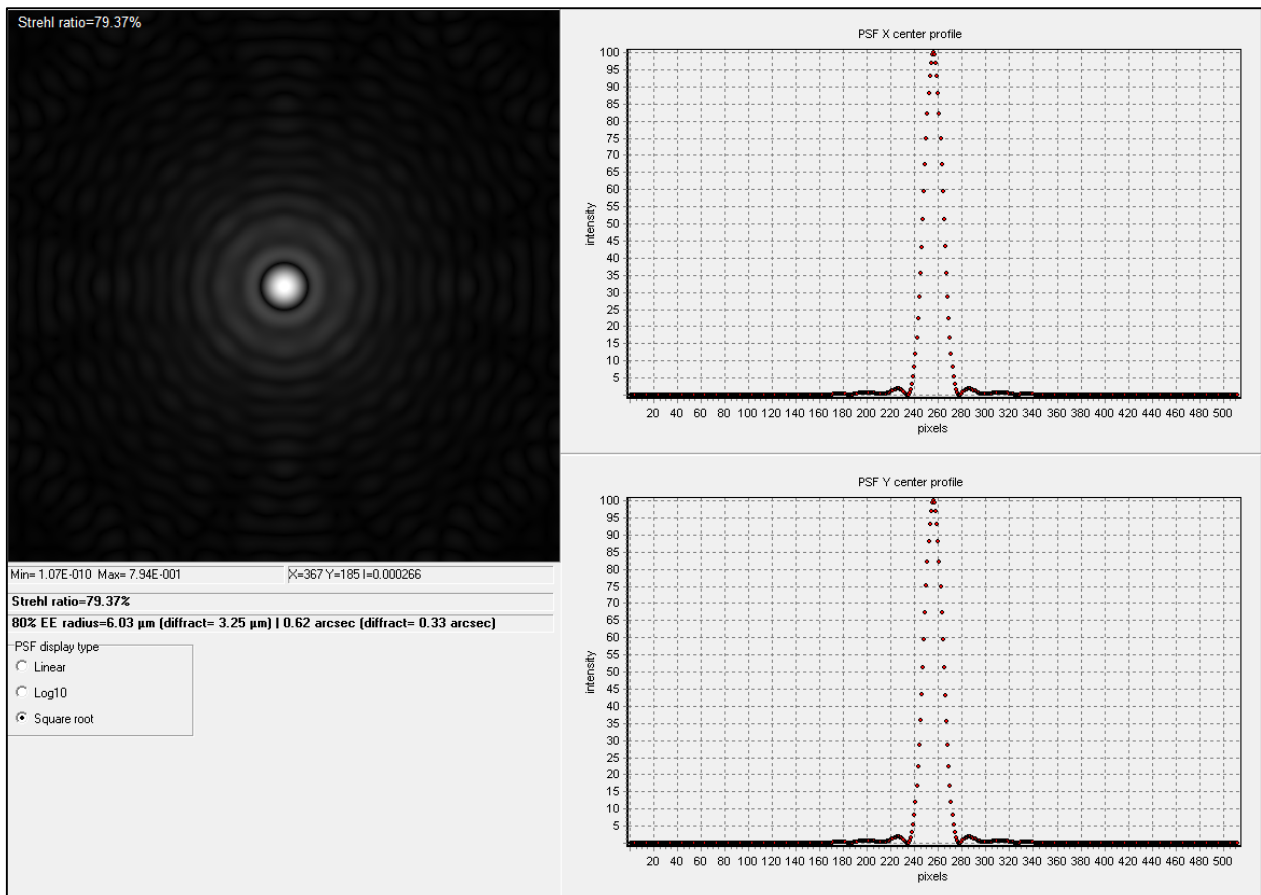 Strehl ratio=79.37%
PSF X center profile
intensity
100
95
90
85
80
75
70
65
60
55
50
45
40
35
30
25
20
15
10
5
20 40 60 80 100 120 140 160 180 200 220 240 260 280 300 320 340 360 380 400 420 440 460 480 500
pixels
PSF Y center profile
intensity
100
95
90
85
80
75
70
65
60
55
50
45
40
35
30
25
20
15
10
5
20 40 60 80 100 120 140 160 180 200 220 240 260 280 300 320 340 360 380 400 420 440 460 480 500
pixels
Min= 1.07E-010 Max= 7.94E-001 X=367 Y=185 I=0.000266
Strehl ratio=79.37%
80% EE radius=6.03 µm (diffract= 3.25 µm) | 0.62 arcsec (diffract= 0.33 arcsec)
PSF display type
Linear
Log10
Square root